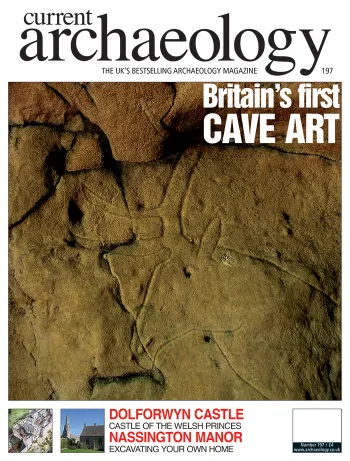 current
archaeology
THE UK'S BESTSELLING ARCHAEOLOGY MAGAZINE 197
Britain's first
CAVE ART
DOLFORWYN CASTLE
CASTLE OF THE WELSH PRINCES
NASSINGTON MANOR
EXCAVATING YOUR OWN HOME
Number 197 / £4
www.archaeology.co.uk